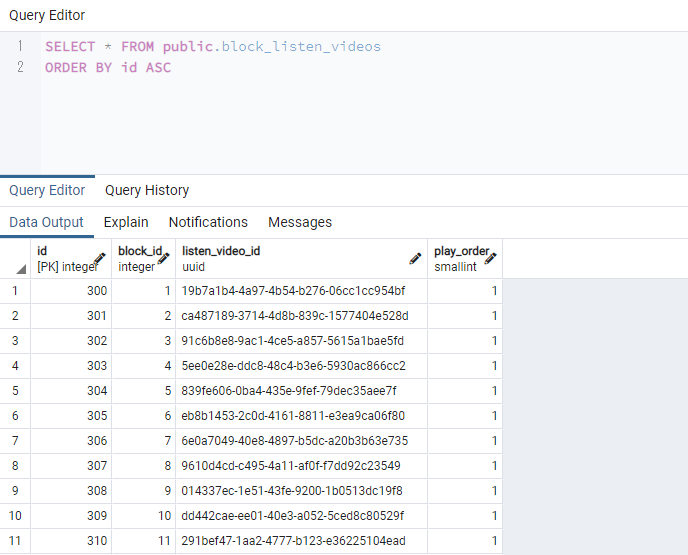 Query Editor
1 SELECT * FROM public.block_listen_videos
2 ORDER BY id ASC
Query Editor Query History
Data Output Explain Notifications Messages
id block_id listen_video_id play_order
[PK] integer integer uuid smallint
1 300 1 19b7a1b4-4a97-4b54-b276-06cc1cc954bf 1
2 301 2 ca487189-3714-4d8b-839c-1577404e528d 1
3 302 3 91c6b8e8-9ac1-4ce5-a857-5615a1bae5fd 1
4 303 4 5ee0e28e-ddc8-48c4-b3e6-5930ac866cc2 1
5 304 5 839fe606-0ba4-435e-9fef-79dec35aee7f 1
6 305 6 eb8b1453-2c0d-4161-8811-e3ea9ca06f80 1
7 306 7 6e0a7049-40e8-4897-b5dc-a20b3b63e735 1
8 307 8 9610d4cd-c495-4a11-af0f-f7dd92c23549 1
9 308 9 014337ec-1e51-43fe-9200-1b0513dc19f8 1
10 309 10 dd442cae-ee01-40e3-a052-5ced8c80529f 1
11 310 11 291bef47-1aa2-4777-b123-e36225104ead 1